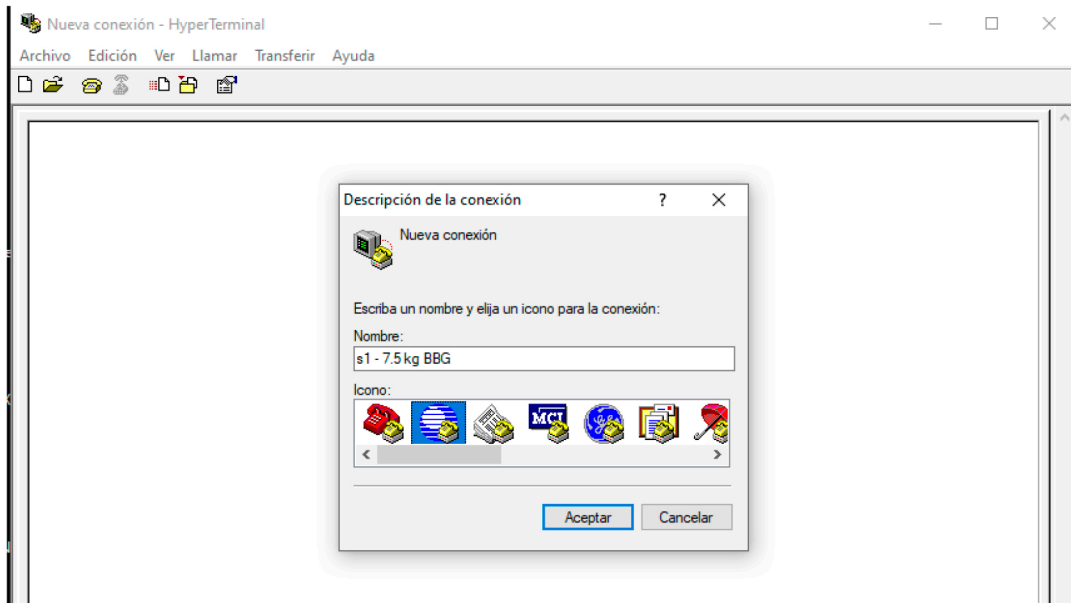 Nueva conexión - HyperTerminal
Archivo Edición Ver Llamar Transferir Ayuda
Descripción de la conexión ?
Nueva conexión
Escriba un nombre y elija un icono para la conexión:
Nombre:
s1 - 7.5 kg BBG
Icono:
MCI
Aceptar Cancelar